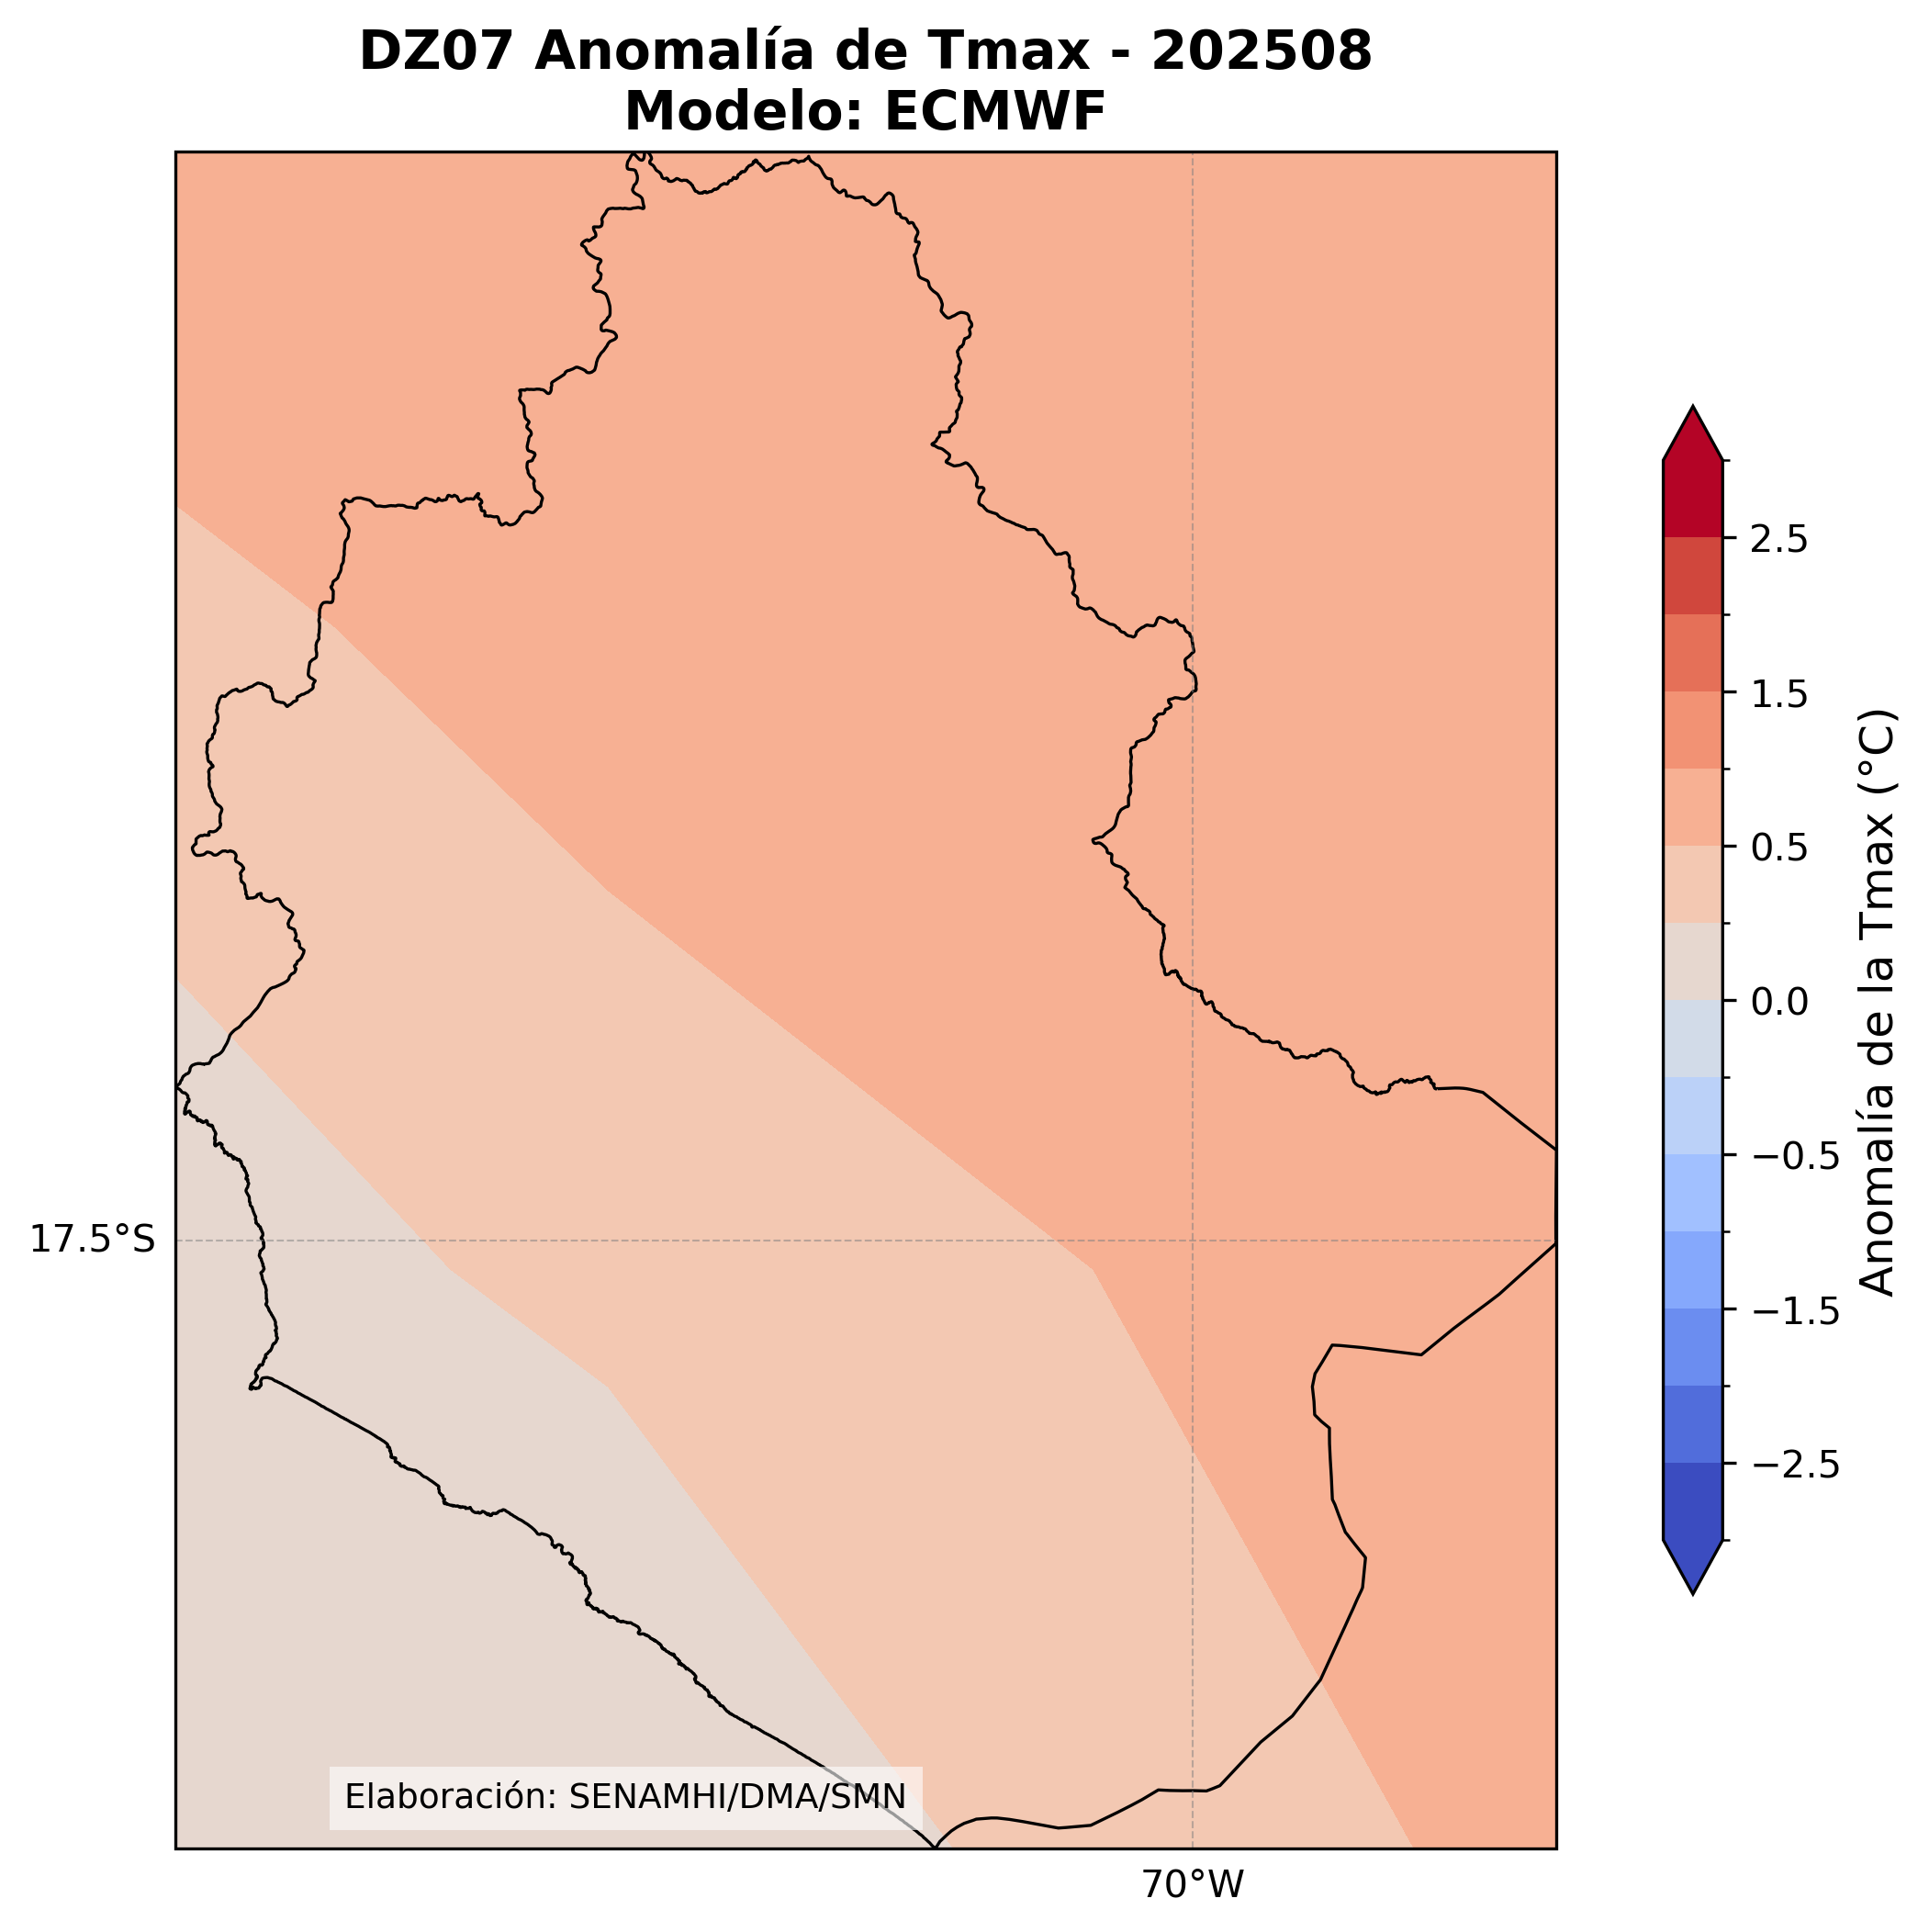 DZ07 Anomalía de Tmax - 202508
Modelo: ECMWF
2.5
1.5
0.5
0.0
−0.5
−1.5
−2.5
Anomalía de la Tmax (°C)
17.5°S
Elaboración: SENAMHI/DMA/SMN
70°W